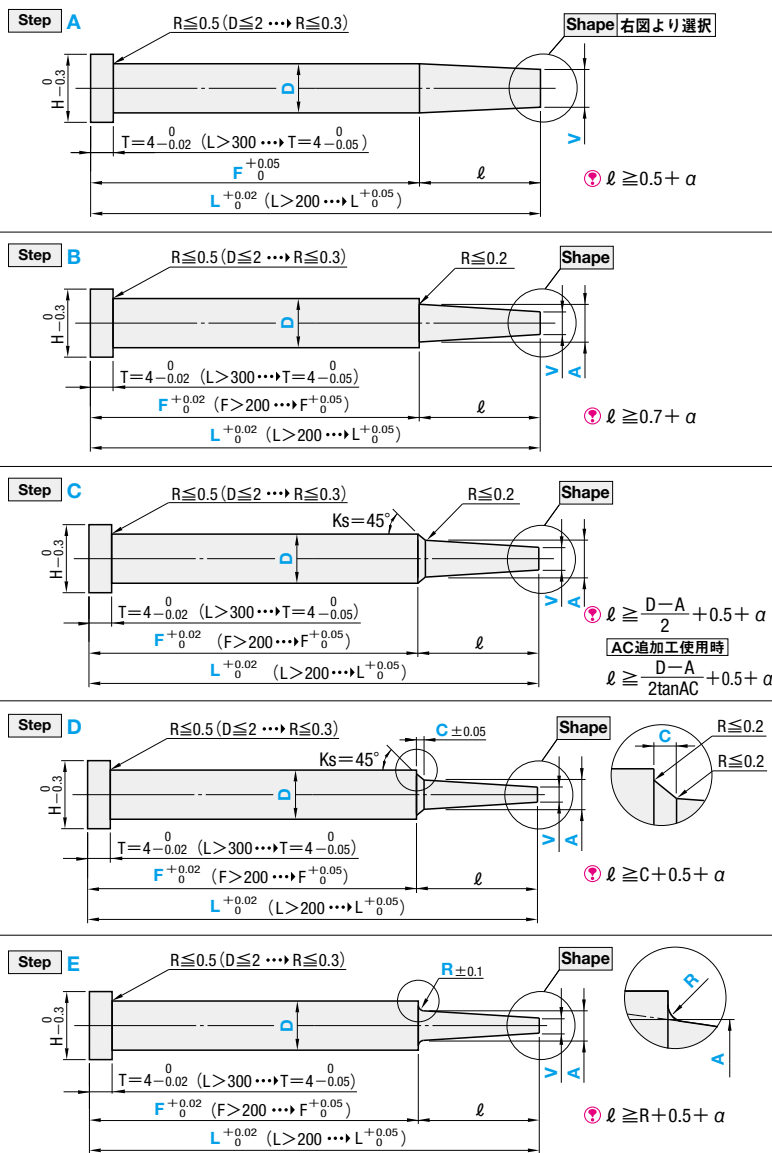 Step A
R≦0.5(D≦2 ···▸ R≦0.3)
Shape 右図より選択
H 0 −0.3
D
V
T=4 0 −0.02 (L>300 ···▸ T=4 0 −0.05)
F +0.05 0
ℓ
L +0.02 0 (L>200 ···▸ L +0.05 0)
ℓ≧0.5+α
Step B
R≦0.5(D≦2 ···▸ R≦0.3)
R≦0.2
Shape
H 0 −0.3
D
V
A
T=4 0 −0.02 (L>300 ···▸ T=4 0 −0.05)
F +0.02 0 (F>200 ···▸ F +0.05 0)
ℓ
L +0.02 0 (L>200 ···▸ L +0.05 0)
ℓ≧0.7+α
Step C
R≦0.5(D≦2 ···▸ R≦0.3)
R≦0.2
Shape
Ks=45°
H 0 −0.3
D
V
A
T=4 0 −0.02 (L>300 ···▸ T=4 0 −0.05)
F +0.02 0 (F>200 ···▸ F +0.05 0)
ℓ
L +0.02 0 (L>200 ···▸ L +0.05 0)
ℓ≧ D−A / 2 +0.5+α
AC追加工使用時
ℓ≧ D−A / 2tanAC +0.5+α
Step D
R≦0.5(D≦2 ···▸ R≦0.3)
C ±0.05
Shape
Ks=45°
R≦0.2
C
R≦0.2
H 0 −0.3
D
V
A
T=4 0 −0.02 (L>300 ···▸ T=4 0 −0.05)
F +0.02 0 (F>200 ···▸ F +0.05 0)
ℓ
L +0.02 0 (L>200 ···▸ L +0.05 0)
ℓ≧C+0.5+α
Step E
R≦0.5(D≦2 ···▸ R≦0.3)
R ±0.1
Shape
R
A
H 0 −0.3
D
V
A
T=4 0 −0.02 (L>300 ···▸ T=4 0 −0.05)
F +0.02 0 (F>200 ···▸ F +0.05 0)
ℓ
L +0.02 0 (L>200 ···▸ L +0.05 0)
ℓ≧R+0.5+α